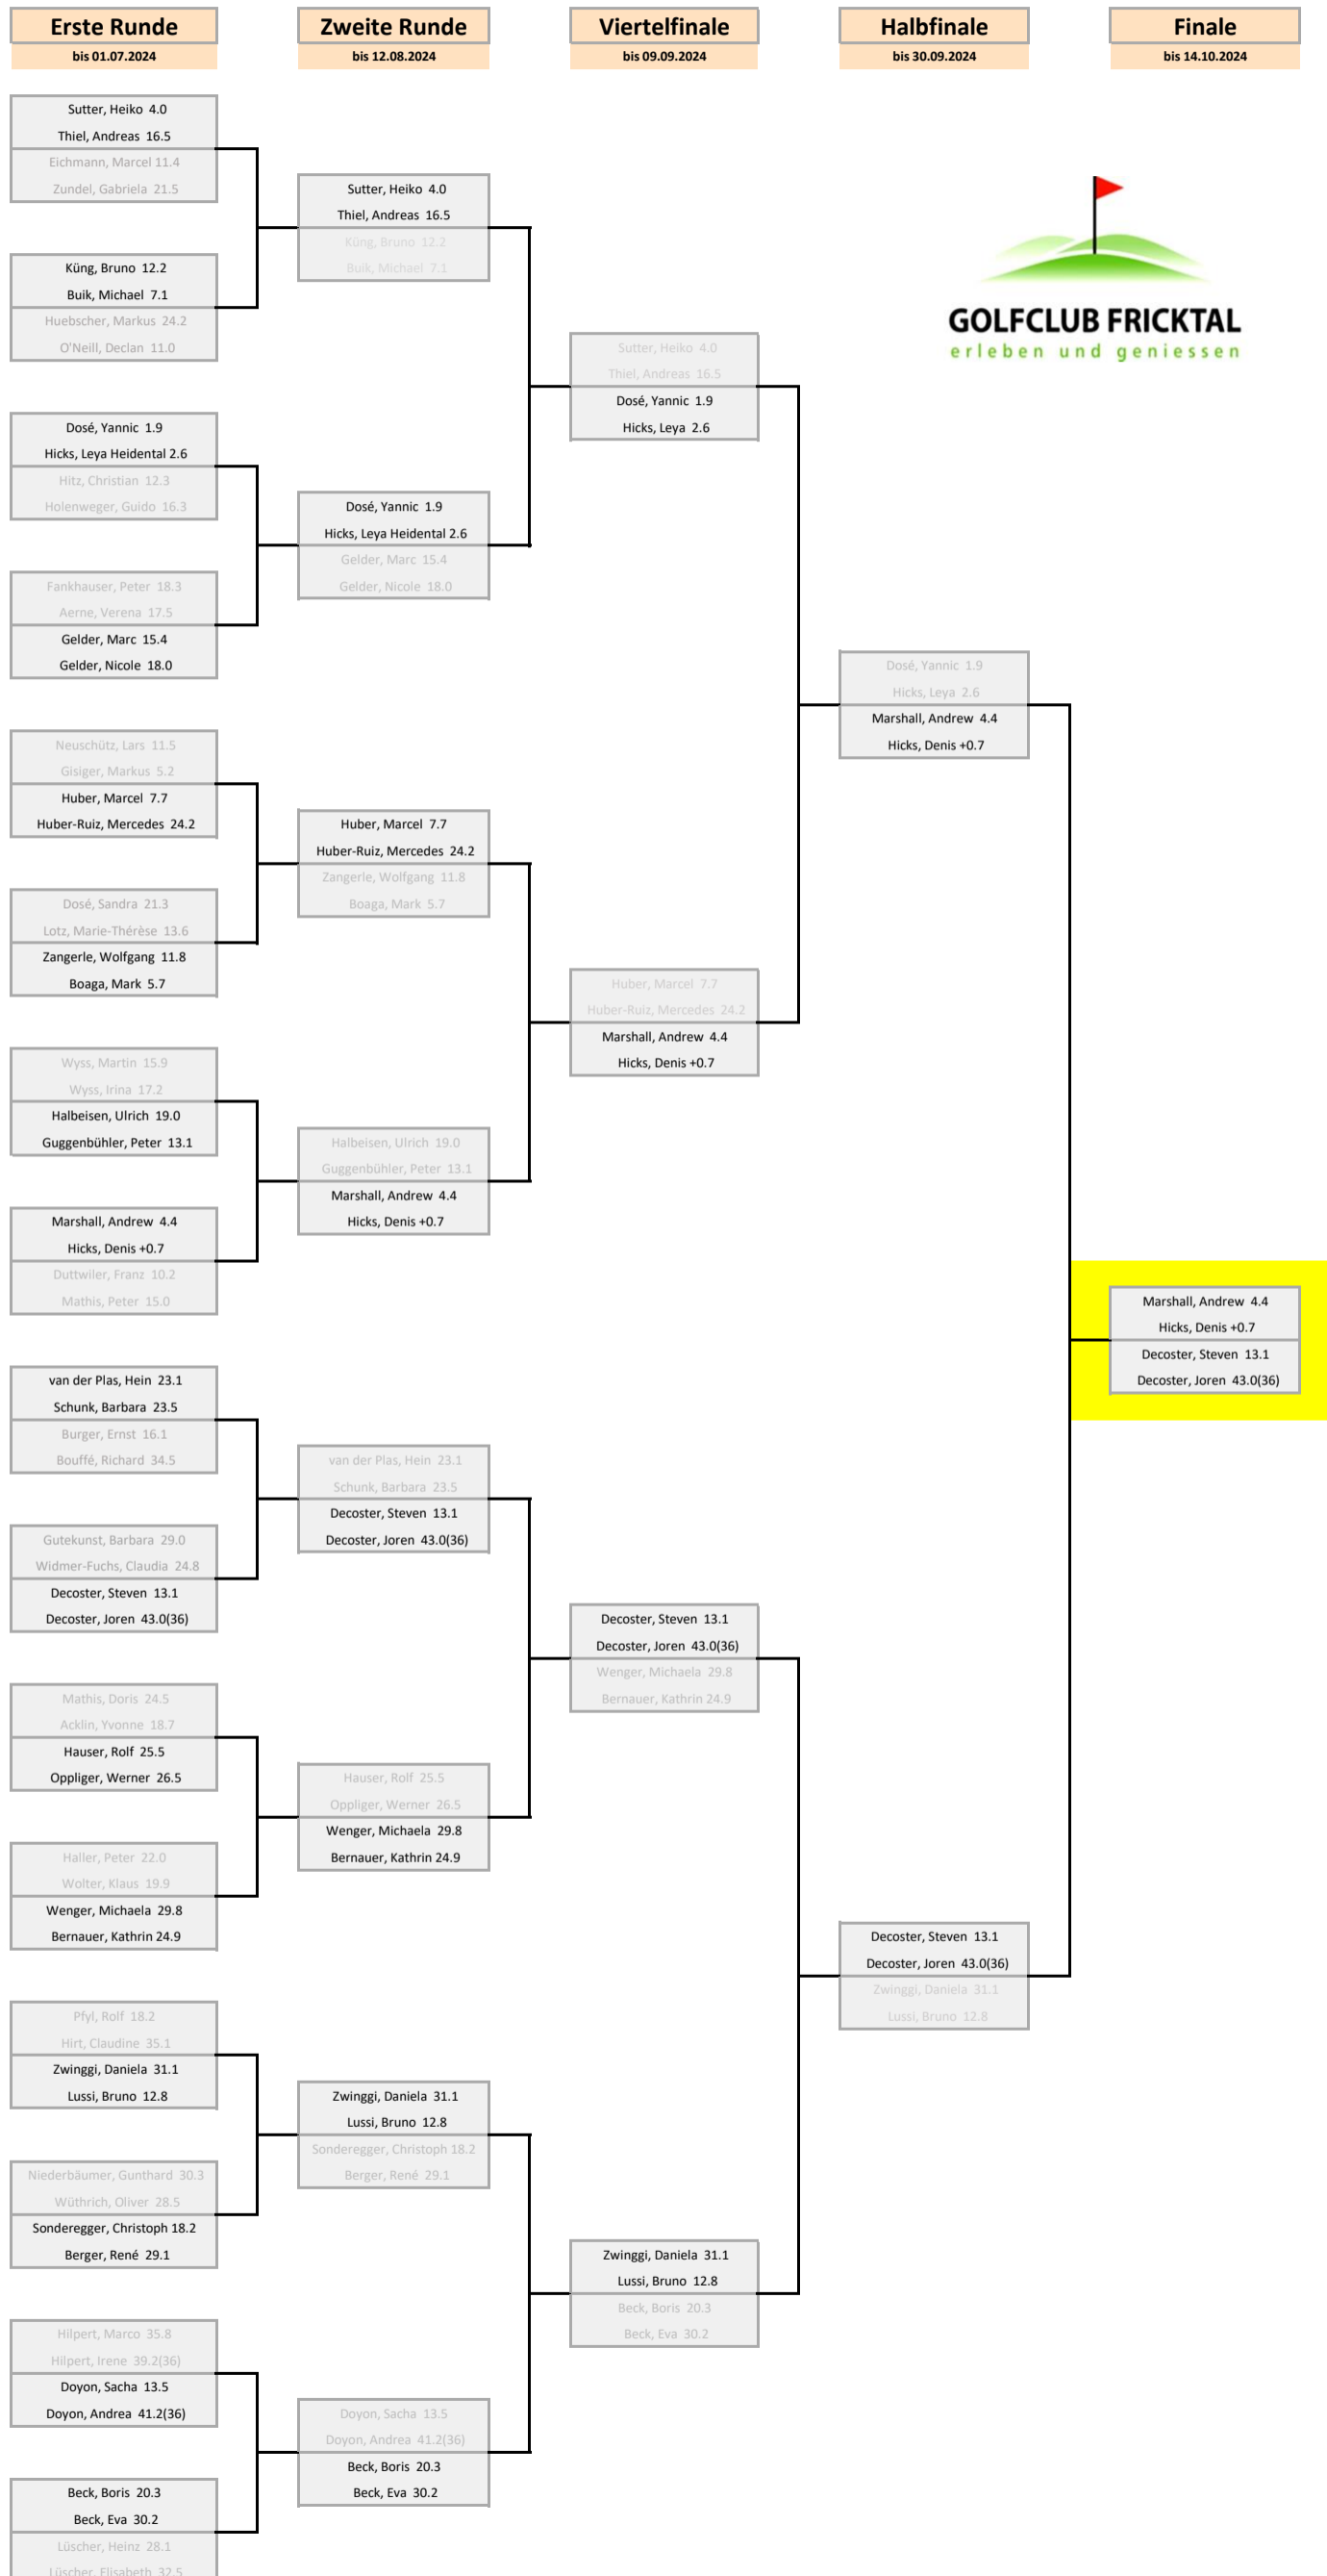 Erste Runde
bis 01.07.2024
Zweite Runde
bis 12.08.2024
Viertelfinale
bis 09.09.2024
Halbfinale
bis 30.09.2024
Finale
bis 14.10.2024
GOLFCLUB FRICKTAL
erleben und geniessen
Sutter, Heiko 4.0
Thiel, Andreas 16.5
Eichmann, Marcel 11.4
Zundel, Gabriela 21.5
Küng, Bruno 12.2
Buik, Michael 7.1
Huebscher, Markus 24.2
O'Neill, Declan 11.0
Dosé, Yannic 1.9
Hicks, Leya Heidental 2.6
Hitz, Christian 12.3
Holenweger, Guido 16.3
Fankhauser, Peter 18.3
Aerne, Verena 17.5
Gelder, Marc 15.4
Gelder, Nicole 18.0
Neuschütz, Lars 11.5
Gisiger, Markus 5.2
Huber, Marcel 7.7
Huber-Ruiz, Mercedes 24.2
Dosé, Sandra 21.3
Lotz, Marie-Thérèse 13.6
Zangerle, Wolfgang 11.8
Boaga, Mark 5.7
Wyss, Martin 15.9
Wyss, Irina 17.2
Halbeisen, Ulrich 19.0
Guggenbühler, Peter 13.1
Marshall, Andrew 4.4
Hicks, Denis +0.7
Duttwiler, Franz 10.2
Mathis, Peter 15.0
van der Plas, Hein 23.1
Schunk, Barbara 23.5
Burger, Ernst 16.1
Bouffé, Richard 34.5
Gutekunst, Barbara 29.0
Widmer-Fuchs, Claudia 24.8
Decoster, Steven 13.1
Decoster, Joren 43.0(36)
Mathis, Doris 24.5
Acklin, Yvonne 18.7
Hauser, Rolf 25.5
Oppliger, Werner 26.5
Haller, Peter 22.0
Wolter, Klaus 19.9
Wenger, Michaela 29.8
Bernauer, Kathrin 24.9
Pfyl, Rolf 18.2
Hirt, Claudine 35.1
Zwinggi, Daniela 31.1
Lussi, Bruno 12.8
Niederbäumer, Gunthard 30.3
Wüthrich, Oliver 28.5
Sonderegger, Christoph 18.2
Berger, René 29.1
Hilpert, Marco 35.8
Hilpert, Irene 39.2(36)
Doyon, Sacha 13.5
Doyon, Andrea 41.2(36)
Beck, Boris 20.3
Beck, Eva 30.2
Lüscher, Heinz 28.1
Lüscher, Elisabeth 32.5
Sutter, Heiko 4.0
Thiel, Andreas 16.5
Küng, Bruno 12.2
Buik, Michael 7.1
Dosé, Yannic 1.9
Hicks, Leya Heidental 2.6
Gelder, Marc 15.4
Gelder, Nicole 18.0
Huber, Marcel 7.7
Huber-Ruiz, Mercedes 24.2
Zangerle, Wolfgang 11.8
Boaga, Mark 5.7
Halbeisen, Ulrich 19.0
Guggenbühler, Peter 13.1
Marshall, Andrew 4.4
Hicks, Denis +0.7
van der Plas, Hein 23.1
Schunk, Barbara 23.5
Decoster, Steven 13.1
Decoster, Joren 43.0(36)
Hauser, Rolf 25.5
Oppliger, Werner 26.5
Wenger, Michaela 29.8
Bernauer, Kathrin 24.9
Zwinggi, Daniela 31.1
Lussi, Bruno 12.8
Sonderegger, Christoph 18.2
Berger, René 29.1
Doyon, Sacha 13.5
Doyon, Andrea 41.2(36)
Beck, Boris 20.3
Beck, Eva 30.2
Sutter, Heiko 4.0
Thiel, Andreas 16.5
Dosé, Yannic 1.9
Hicks, Leya 2.6
Huber, Marcel 7.7
Huber-Ruiz, Mercedes 24.2
Marshall, Andrew 4.4
Hicks, Denis +0.7
Decoster, Steven 13.1
Decoster, Joren 43.0(36)
Wenger, Michaela 29.8
Bernauer, Kathrin 24.9
Zwinggi, Daniela 31.1
Lussi, Bruno 12.8
Beck, Boris 20.3
Beck, Eva 30.2
Dosé, Yannic 1.9
Hicks, Leya 2.6
Marshall, Andrew 4.4
Hicks, Denis +0.7
Decoster, Steven 13.1
Decoster, Joren 43.0(36)
Zwinggi, Daniela 31.1
Lussi, Bruno 12.8
Marshall, Andrew 4.4
Hicks, Denis +0.7
Decoster, Steven 13.1
Decoster, Joren 43.0(36)